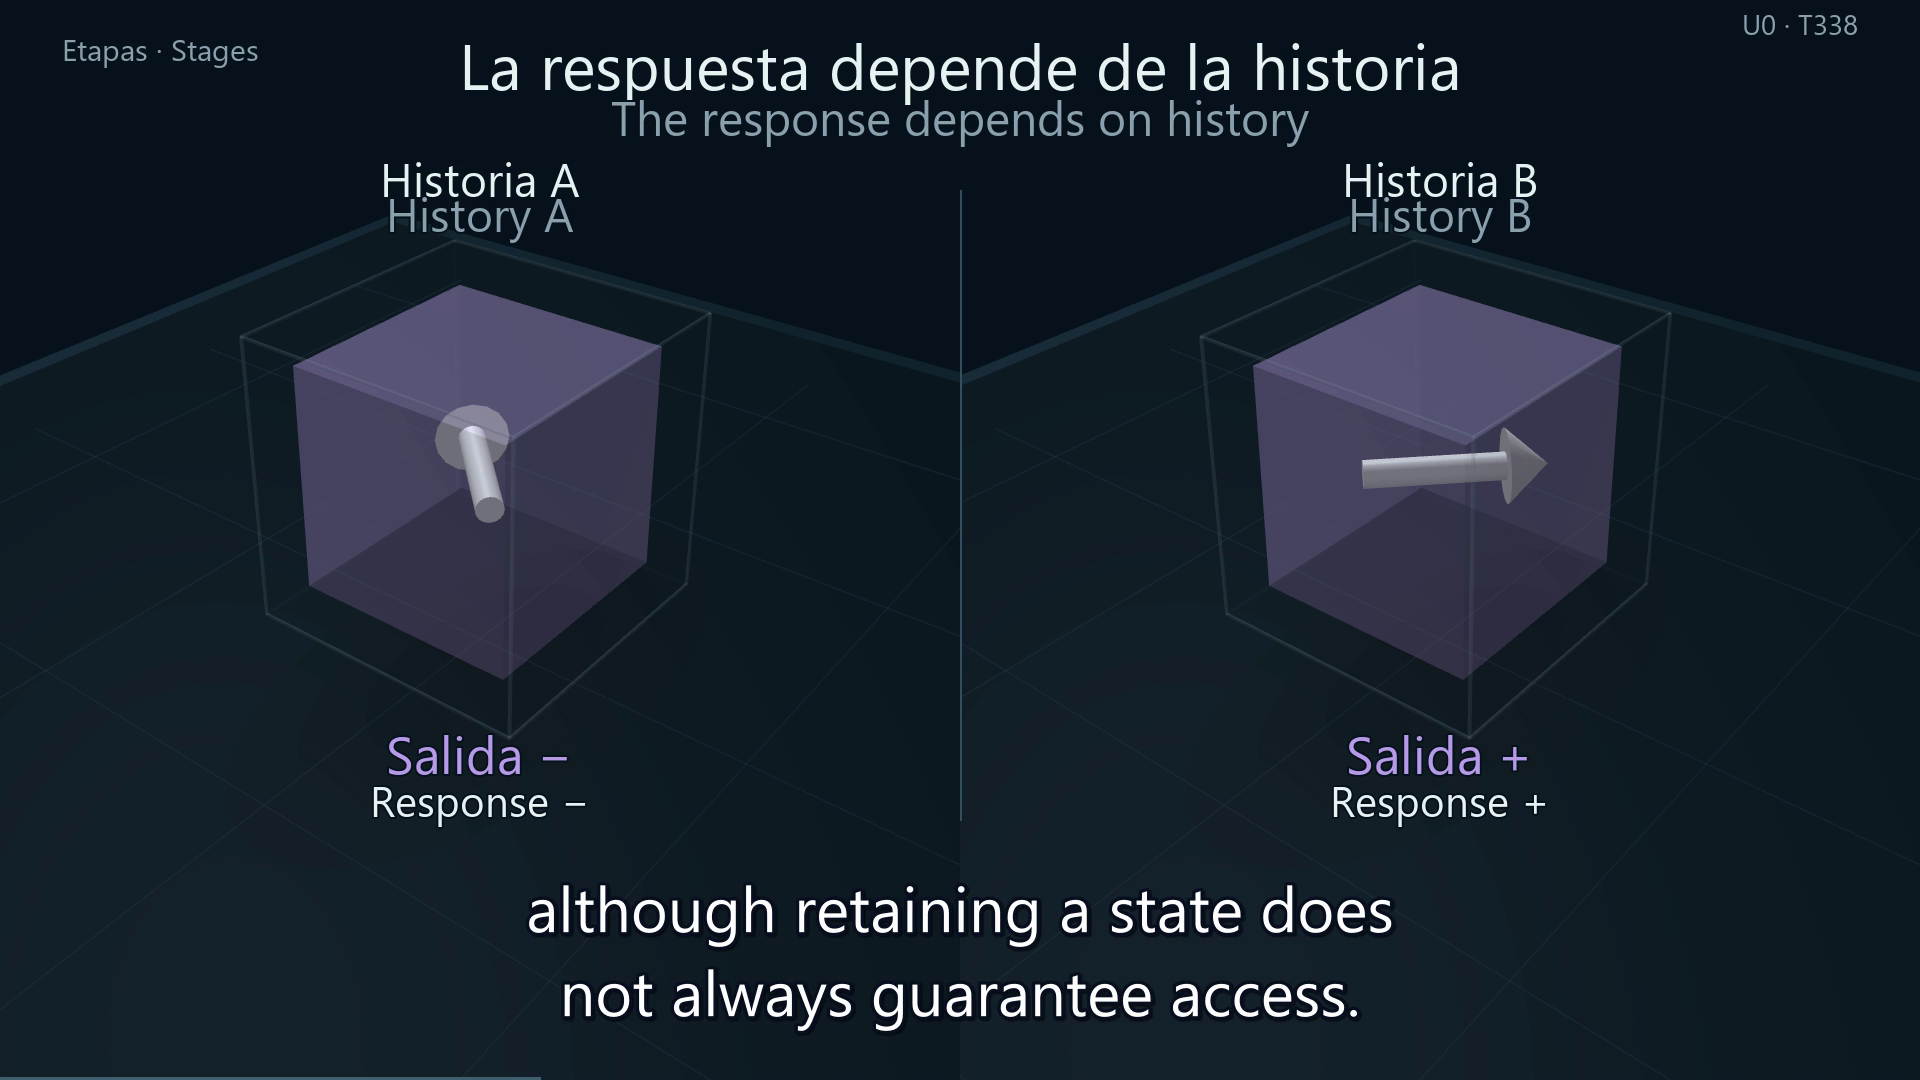 Etapas · Stages
U0 · T338
La respuesta depende de la historia
The response depends on history
Historia A
History A
Historia B
History B
Salida −
Response −
Salida +
Response +
although retaining a state does
not always guarantee access.